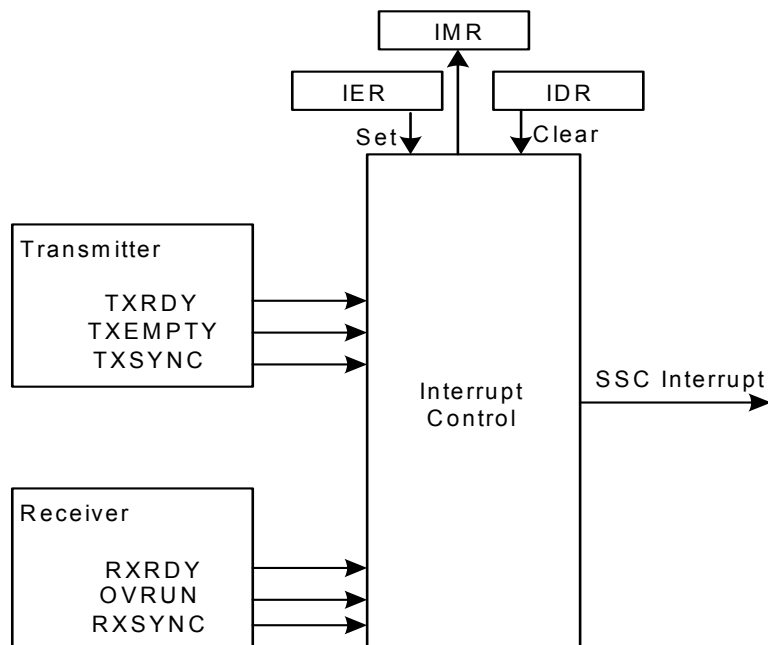 IMR
IER
IDR
Set
Clear
Transmitter
TXRDY
TXEMPTY
TXSYNC
Interrupt
Control
SSC Interrupt
Receiver
RXRDY
OVRUN
RXSYNC